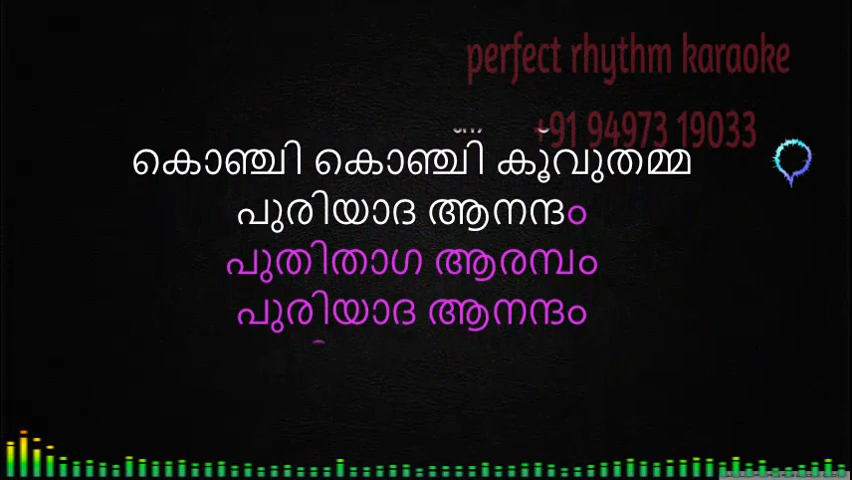 perfect rhythm karaoke
+91 94973 19033
കൊഞ്ചി കൊഞ്ചി കൂവുതമ്മ
പുരിയാദ ആനന്ദം
പുതിതാഗ ആരമ്പം
പുരിയാദ ആനന്ദം